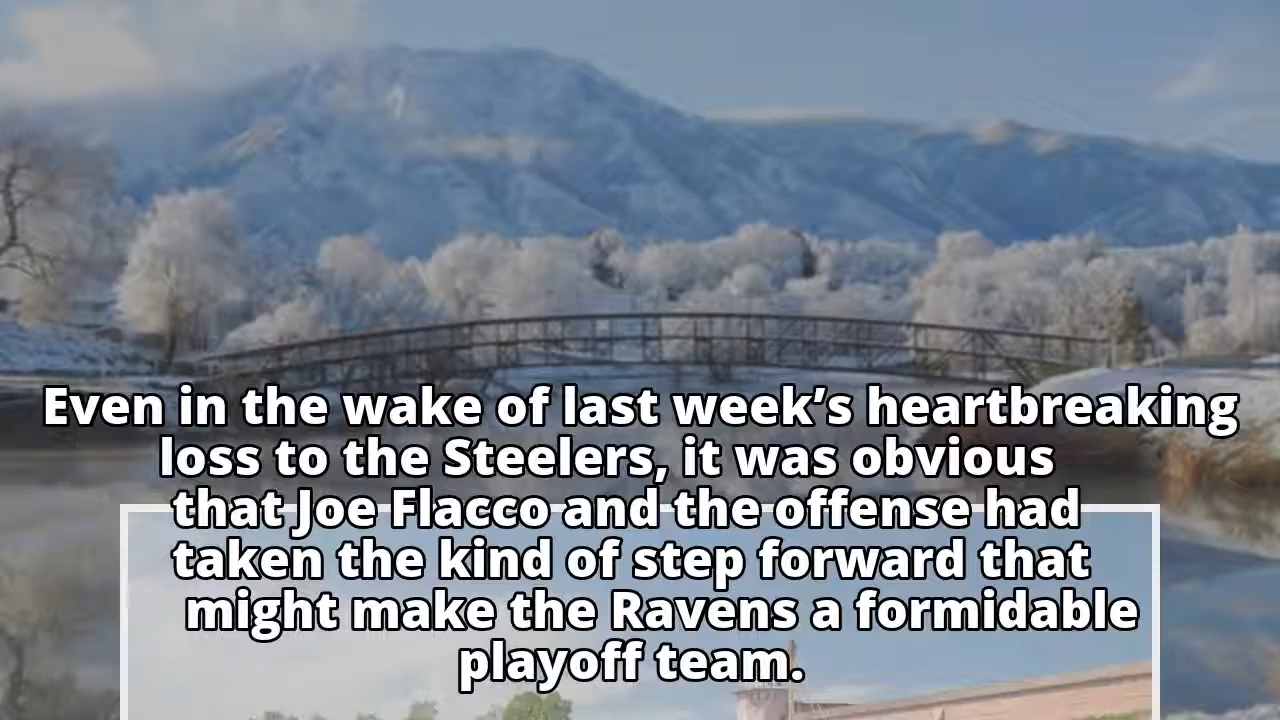 Even in the wake of last week’s heartbreaking
loss to the Steelers, it was obvious
that Joe Flacco and the offense had
taken the kind of step forward that
might make the Ravens a formidable
playoff team.